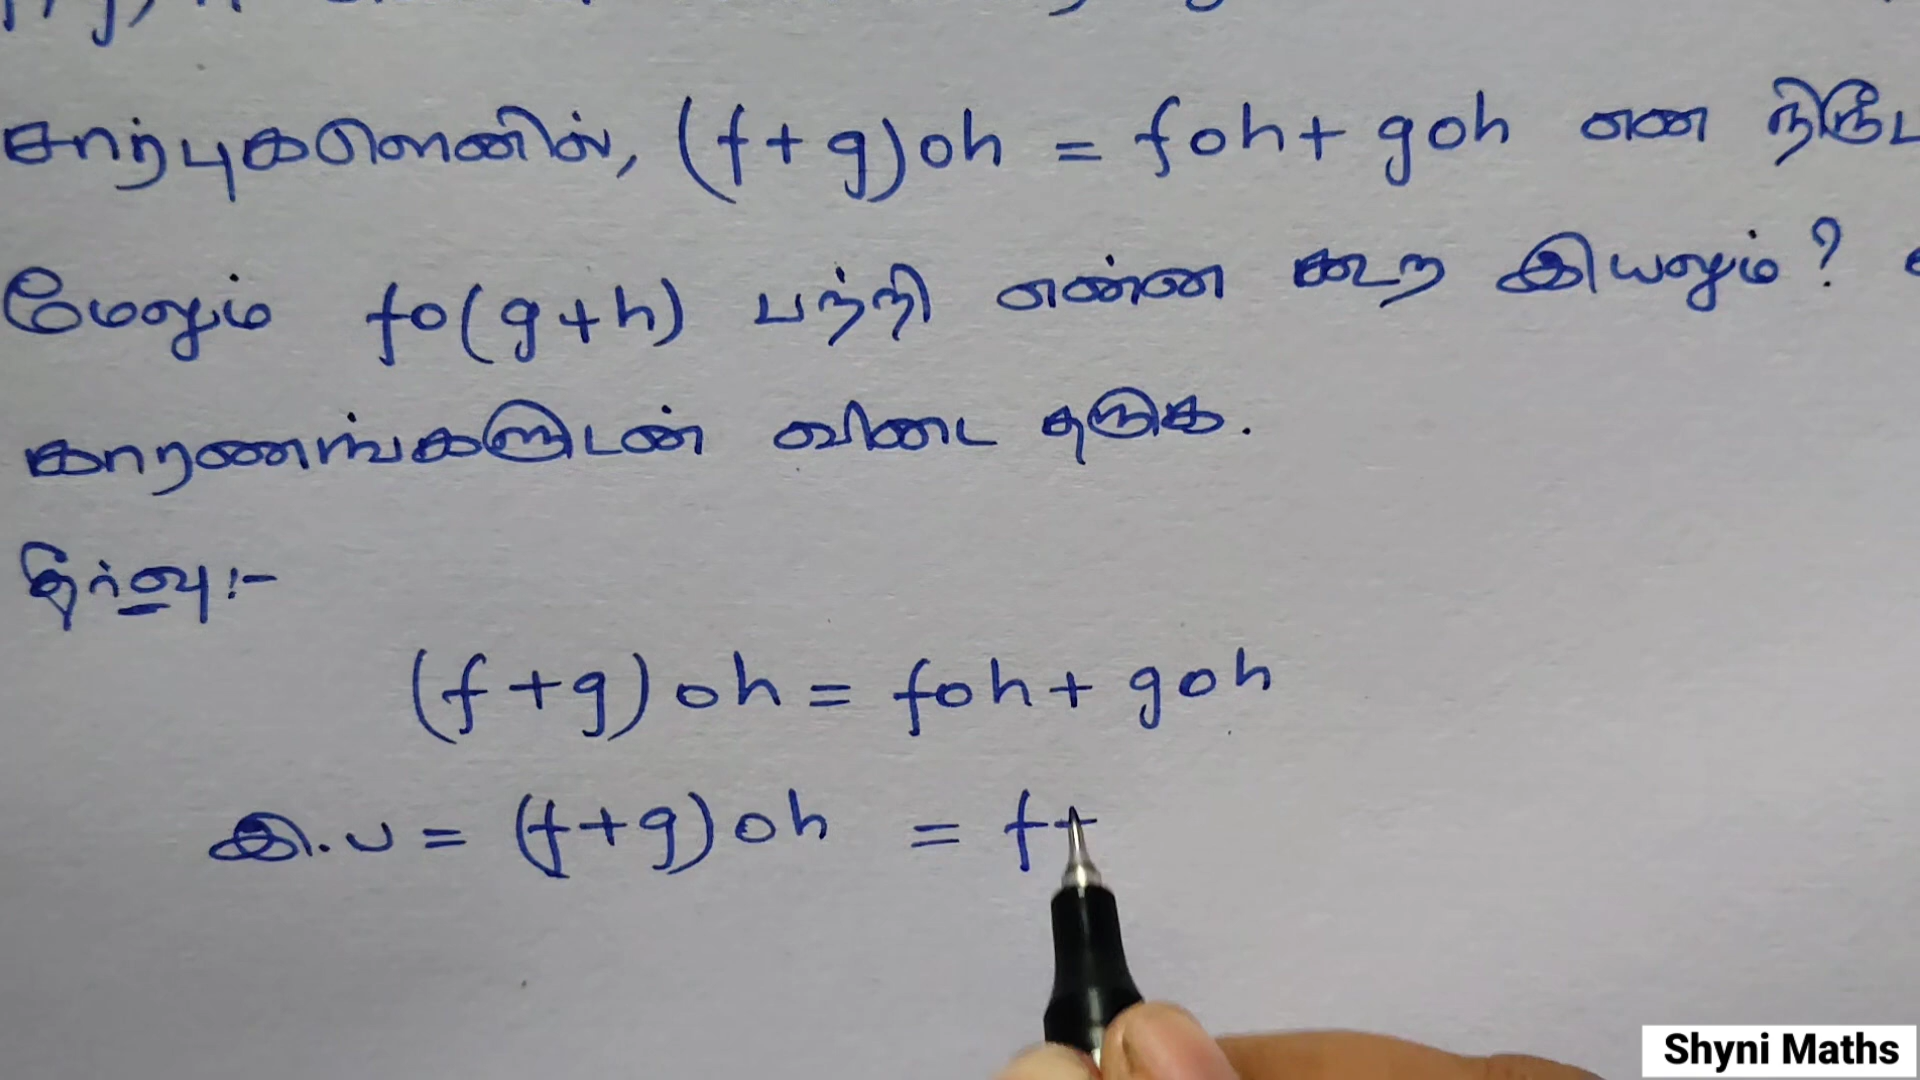 சார்புகளெனில், (f+g)oh = foh+goh என
மேலும் fo(g+h) பற்றி என்ன கூற இயலும்?
காரணங்களுடன் விடை தருக.
தீர்வு:-
(f+g)oh = foh+goh
இ.ப = (f+g)oh = f+
Shyni Maths